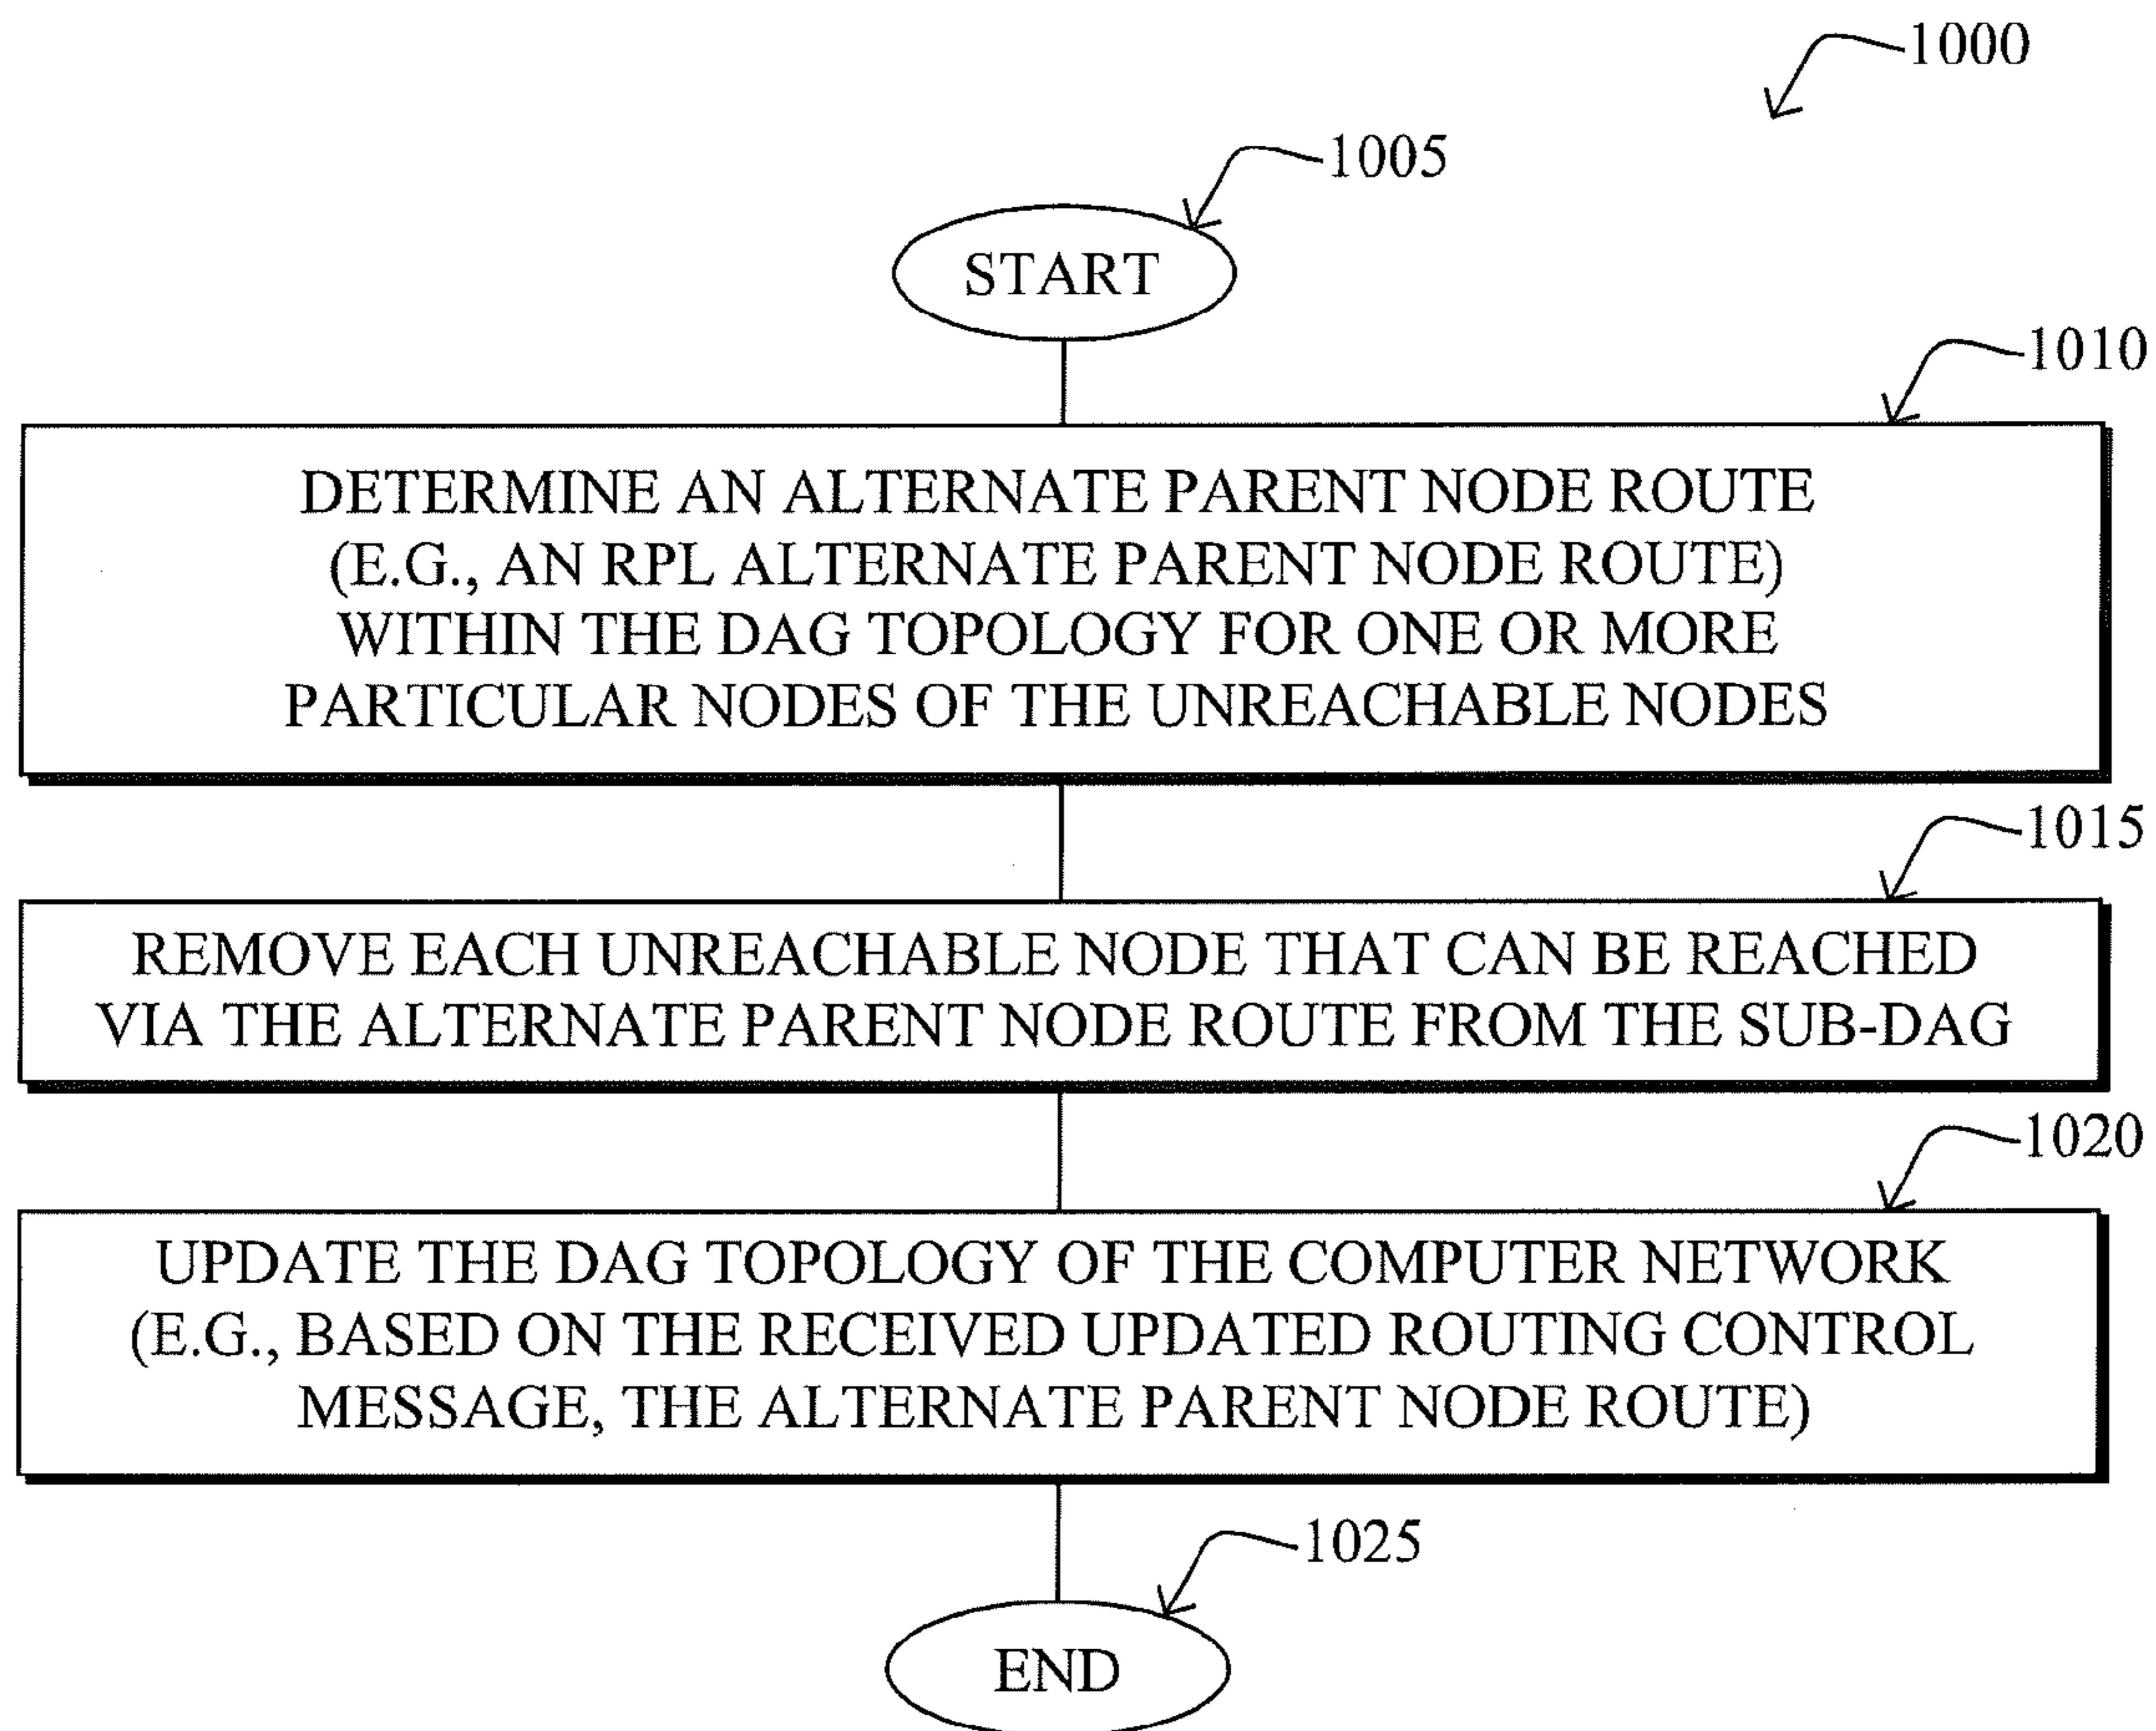 1000
1005
START
1010
DETERMINE AN ALTERNATE PARENT NODE ROUTE
(E.G., AN RPL ALTERNATE PARENT NODE ROUTE)
WITHIN THE DAG TOPOLOGY FOR ONE OR MORE
PARTICULAR NODES OF THE UNREACHABLE NODES
1015
REMOVE EACH UNREACHABLE NODE THAT CAN BE REACHED
VIA THE ALTERNATE PARENT NODE ROUTE FROM THE SUB-DAG
1020
UPDATE THE DAG TOPOLOGY OF THE COMPUTER NETWORK
(E.G., BASED ON THE RECEIVED UPDATED ROUTING CONTROL
MESSAGE, THE ALTERNATE PARENT NODE ROUTE)
1025
END